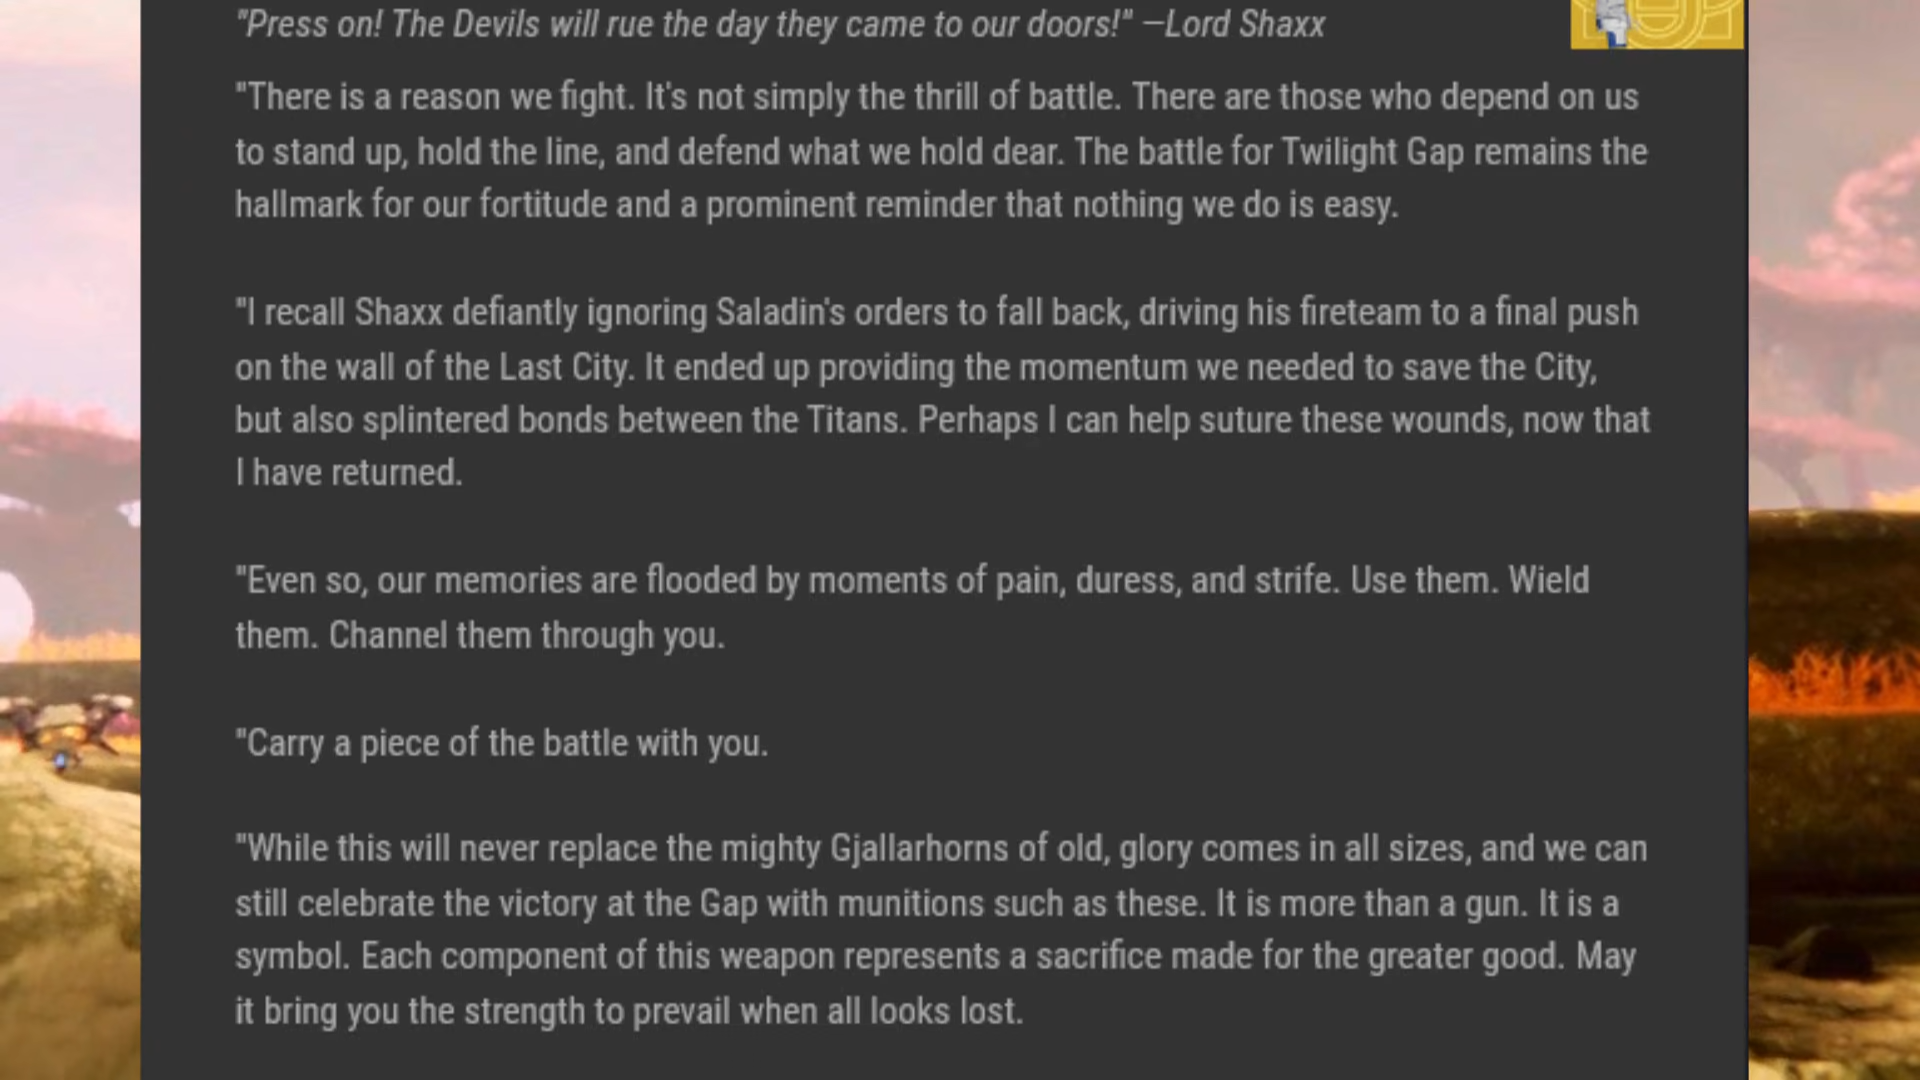 "Press on! The Devils will rue the day they came to our doors!" —Lord Shaxx
"There is a reason we fight. It's not simply the thrill of battle. There are those who depend on us
to stand up, hold the line, and defend what we hold dear. The battle for Twilight Gap remains the
hallmark for our fortitude and a prominent reminder that nothing we do is easy.
"I recall Shaxx defiantly ignoring Saladin's orders to fall back, driving his fireteam to a final push
on the wall of the Last City. It ended up providing the momentum we needed to save the City,
but also splintered bonds between the Titans. Perhaps I can help suture these wounds, now that
I have returned.
"Even so, our memories are flooded by moments of pain, duress, and strife. Use them. Wield
them. Channel them through you.
"Carry a piece of the battle with you.
"While this will never replace the mighty Gjallarhorns of old, glory comes in all sizes, and we can
still celebrate the victory at the Gap with munitions such as these. It is more than a gun. It is a
symbol. Each component of this weapon represents a sacrifice made for the greater good. May
it bring you the strength to prevail when all looks lost.